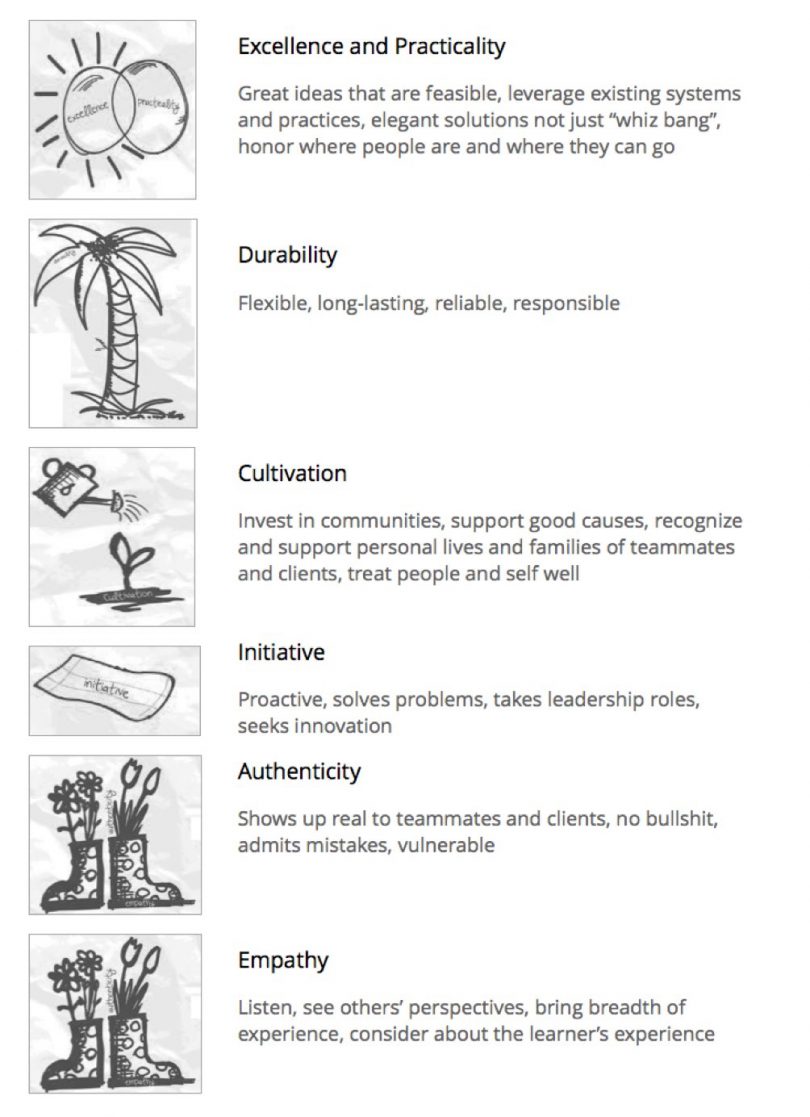 Excellence and Practicality
excellence
practicality
Great ideas that are feasible, leverage existing systems
and practices, elegant solutions not just “whiz bang”,
honor where people are and where they can go
Durability
Flexible, long-lasting, reliable, responsible
Cultivation
Invest in communities, support good causes, recognize
and support personal lives and families of teammates
and clients, treat people and self well
cultivation
Initiative
initiative
Proactive, solves problems, takes leadership roles,
seeks innovation
Authenticity
authenticity
Shows up real to teammates and clients, no bullshit,
admits mistakes, vulnerable
empathy
Empathy
authenticity
Listen, see others’ perspectives, bring breadth of
experience, consider about the learner’s experience
empathy